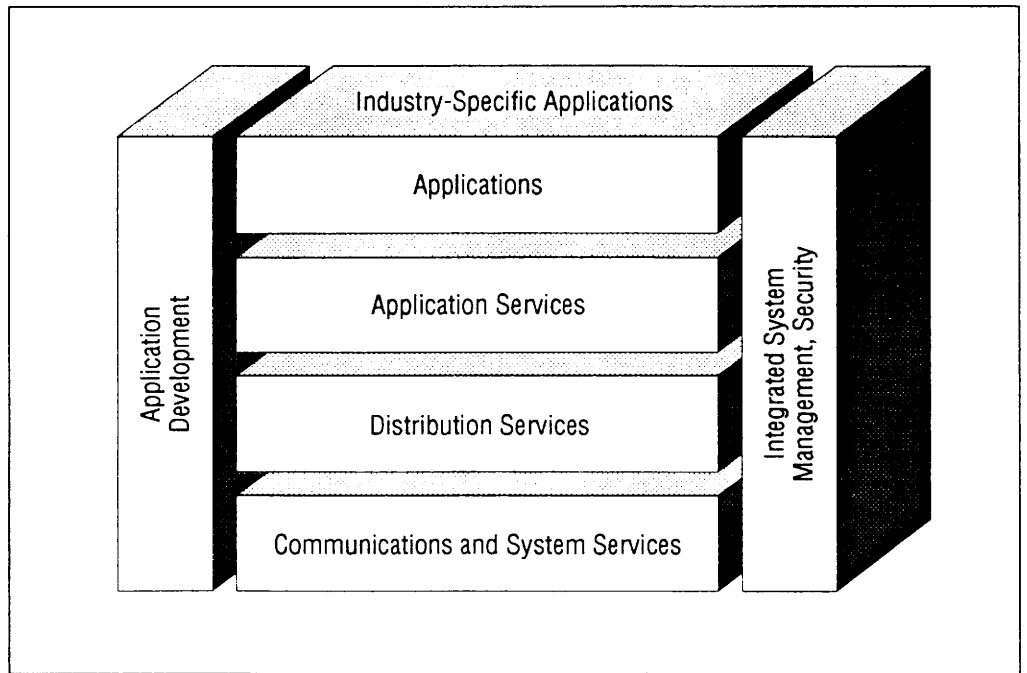 Industry-Specific Applications
Applications
Application Services
Distribution Services
Communications and System Services
Application
Development
Integrated System
Management, Security